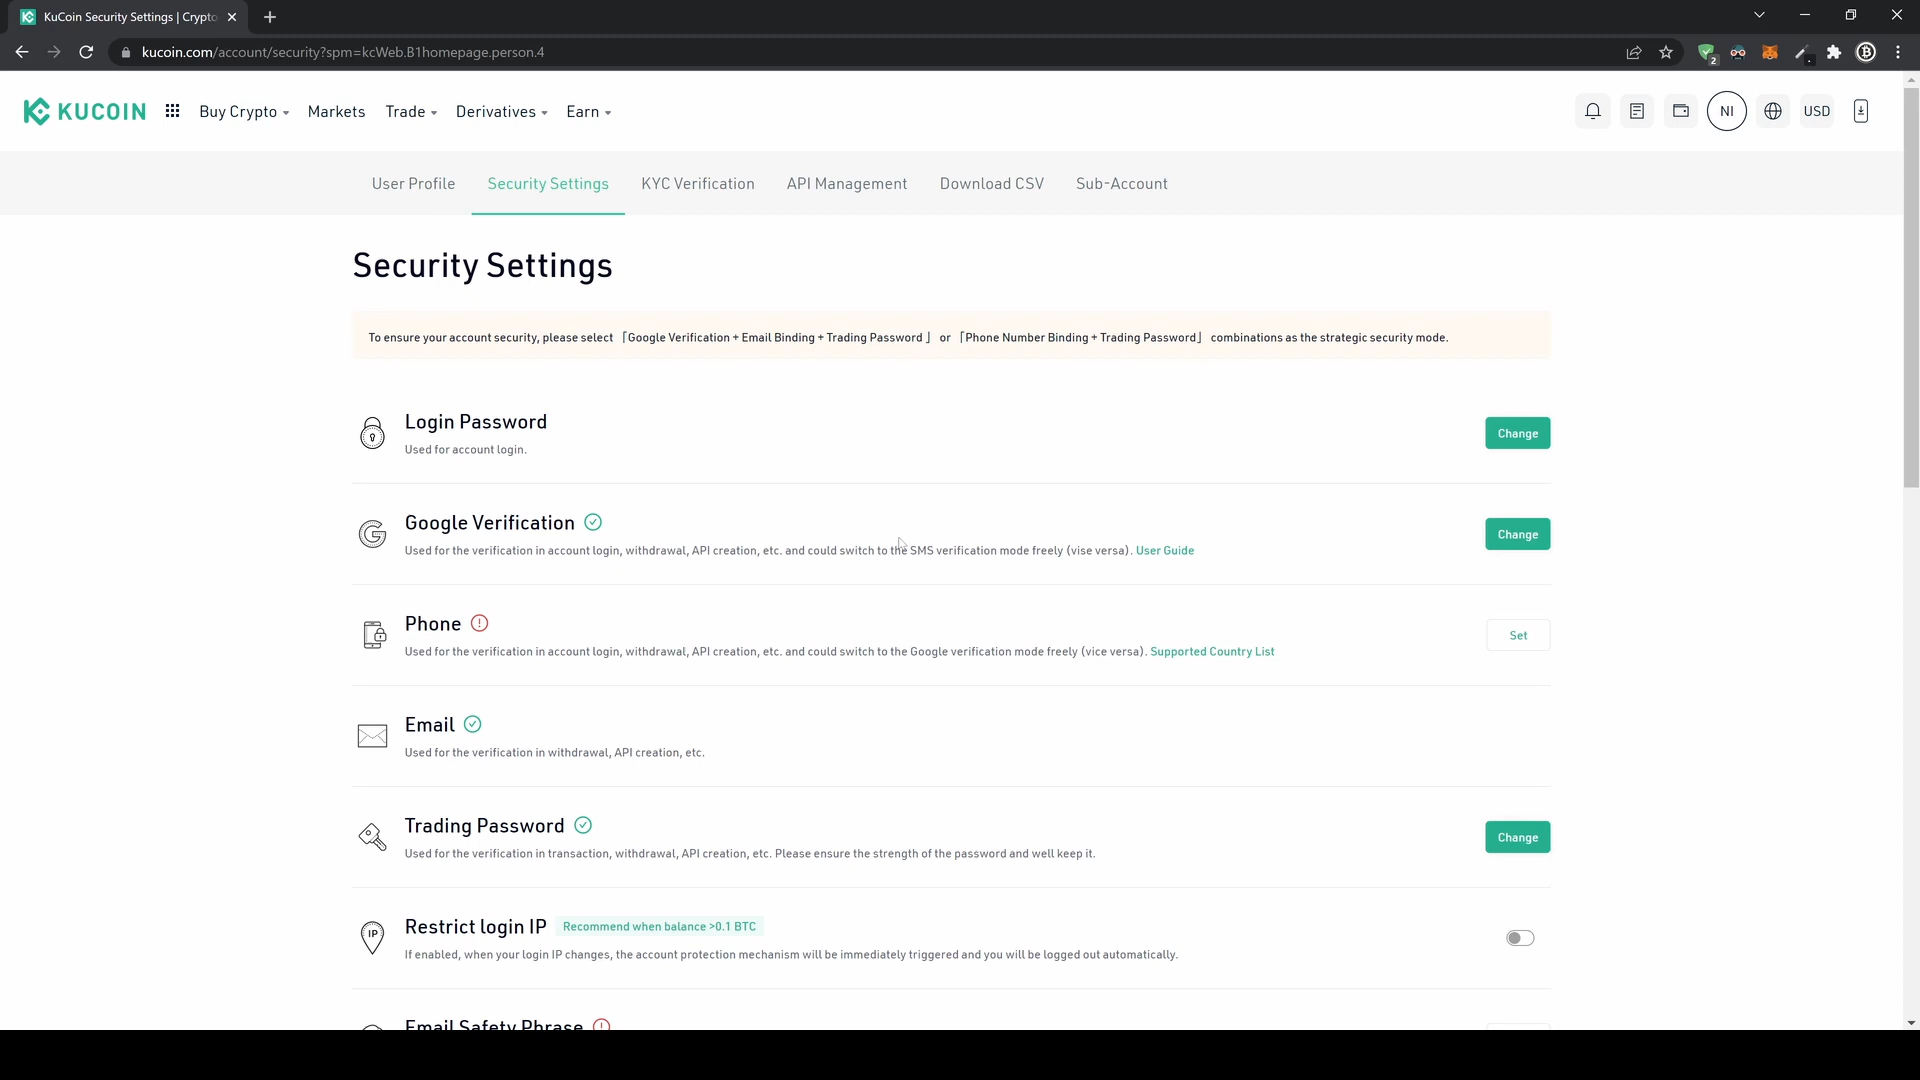 KuCoin Security Settings | Crypto
kucoin.com/account/security?spm=kcWeb.B1homepage.person.4
2
KUCOIN
Buy Crypto
Markets
Trade
Derivatives
Earn
NI
USD
User Profile
Security Settings
KYC Verification
API Management
Download CSV
Sub-Account
Security Settings
To ensure your account security, please select ｢Google Verification + Email Binding + Trading Password ｣ or ｢Phone Number Binding + Trading Password｣ combinations as the strategic security mode.
Login Password
Used for account login.
Change
Google Verification
Used for the verification in account login, withdrawal, API creation, etc. and could switch to the SMS verification mode freely (vise versa). User Guide
Change
Phone
Used for the verification in account login, withdrawal, API creation, etc. and could switch to the Google verification mode freely (vice versa). Supported Country List
Set
Email
Used for the verification in withdrawal, API creation, etc.
Trading Password
Used for the verification in transaction, withdrawal, API creation, etc. Please ensure the strength of the password and well keep it.
Change
IP
Restrict login IP
Recommend when balance >0.1 BTC
If enabled, when your login IP changes, the account protection mechanism will be immediately triggered and you will be logged out automatically.
Email Safety Phrase